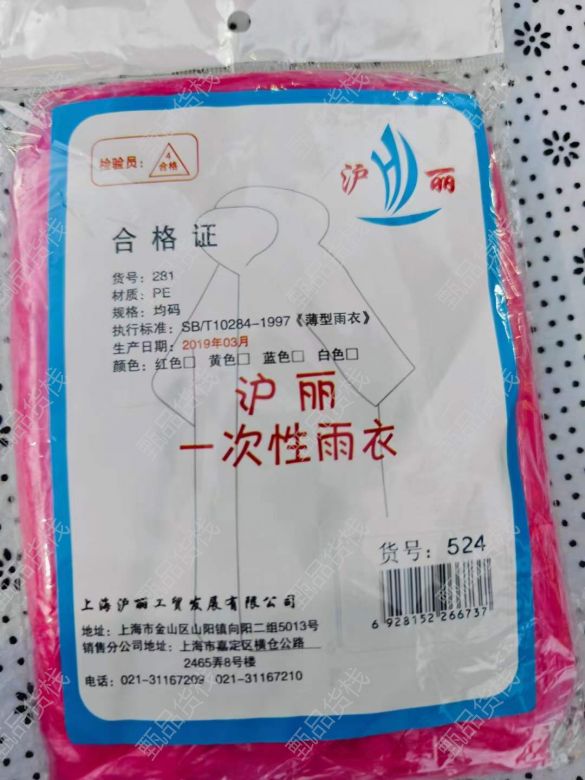 检验员：
4
合格
沪 丽
合格证
货号：281
材质：PE
规格：均码
执行标准：SB/T10284-1997《薄型雨衣》
生产日期：2019年03月
颜色：红色□ 黄色□ 蓝色□ 白色□
沪丽
一次性雨衣
货号：524
6 928152 266737
上海沪丽工贸发展有限公司
地址：上海市金山区山阳镇向阳二组5013号
销售分公司地址：上海市嘉定区横仓公路
2465弄8号楼
电话：021-31167209 021-31167210
甄品货栈